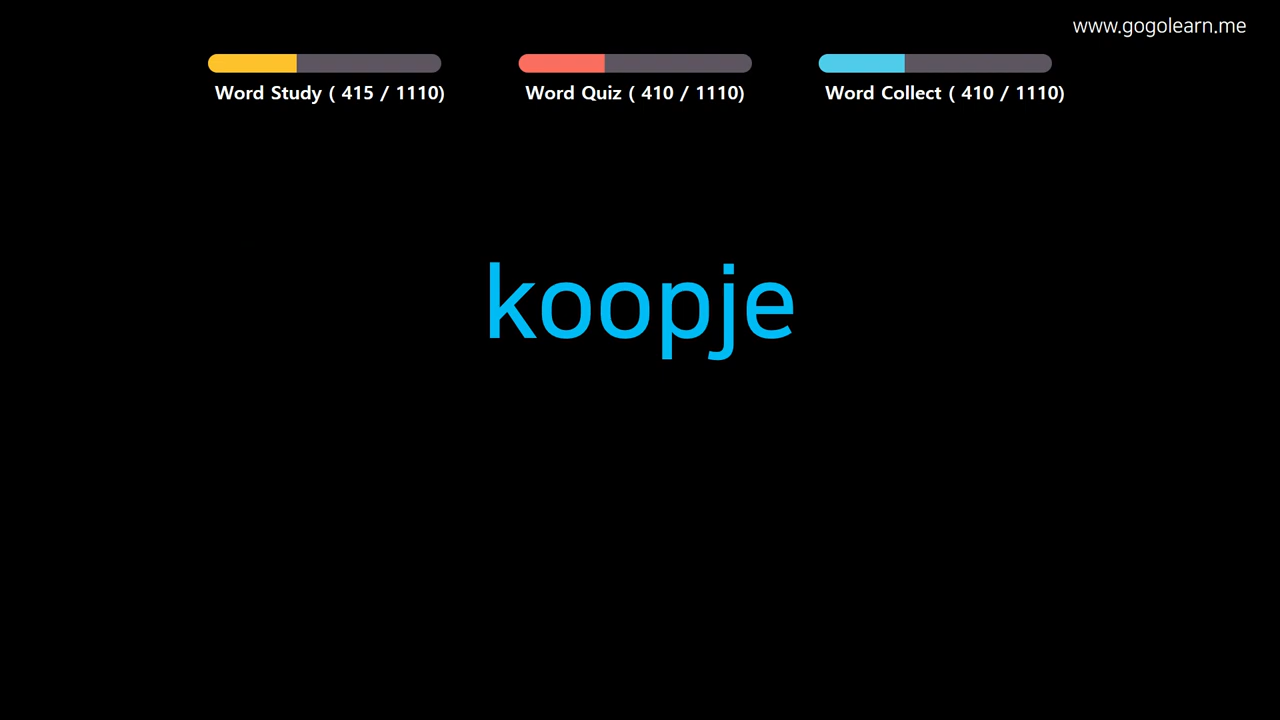 www.gogolearn.me
Word Study ( 415 / 1110)
Word Quiz ( 410 / 1110)
Word Collect ( 410 / 1110)
koopje